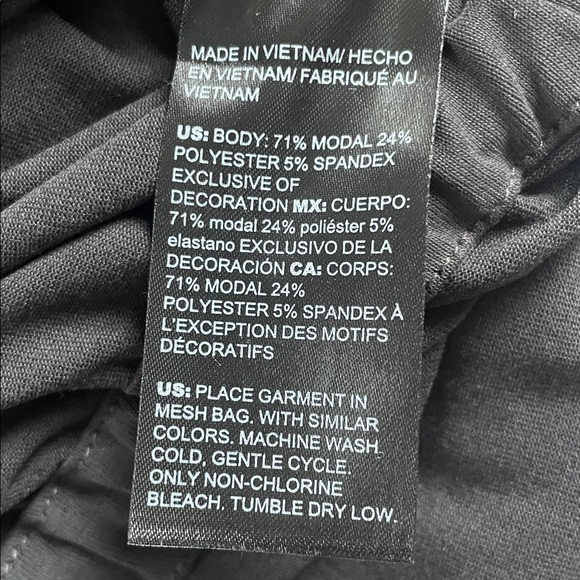 MADE IN VIETNAM/ HECHO
EN VIETNAM/ FABRIQUÉ AU
VIETNAM
US: BODY: 71% MODAL 24%
POLYESTER 5% SPANDEX
EXCLUSIVE OF
DECORATION MX: CUERPO:
71% modal 24% poliéster 5%
elastano EXCLUSIVO DE LA
DECORACIÓN CA: CORPS:
71% MODAL 24%
POLYESTER 5% SPANDEX À
L'EXCEPTION DES MOTIFS
DÉCORATIFS
US: PLACE GARMENT IN
MESH BAG. WITH SIMILAR
COLORS. MACHINE WASH
COLD, GENTLE CYCLE.
ONLY NON-CHLORINE
BLEACH. TUMBLE DRY LOW.